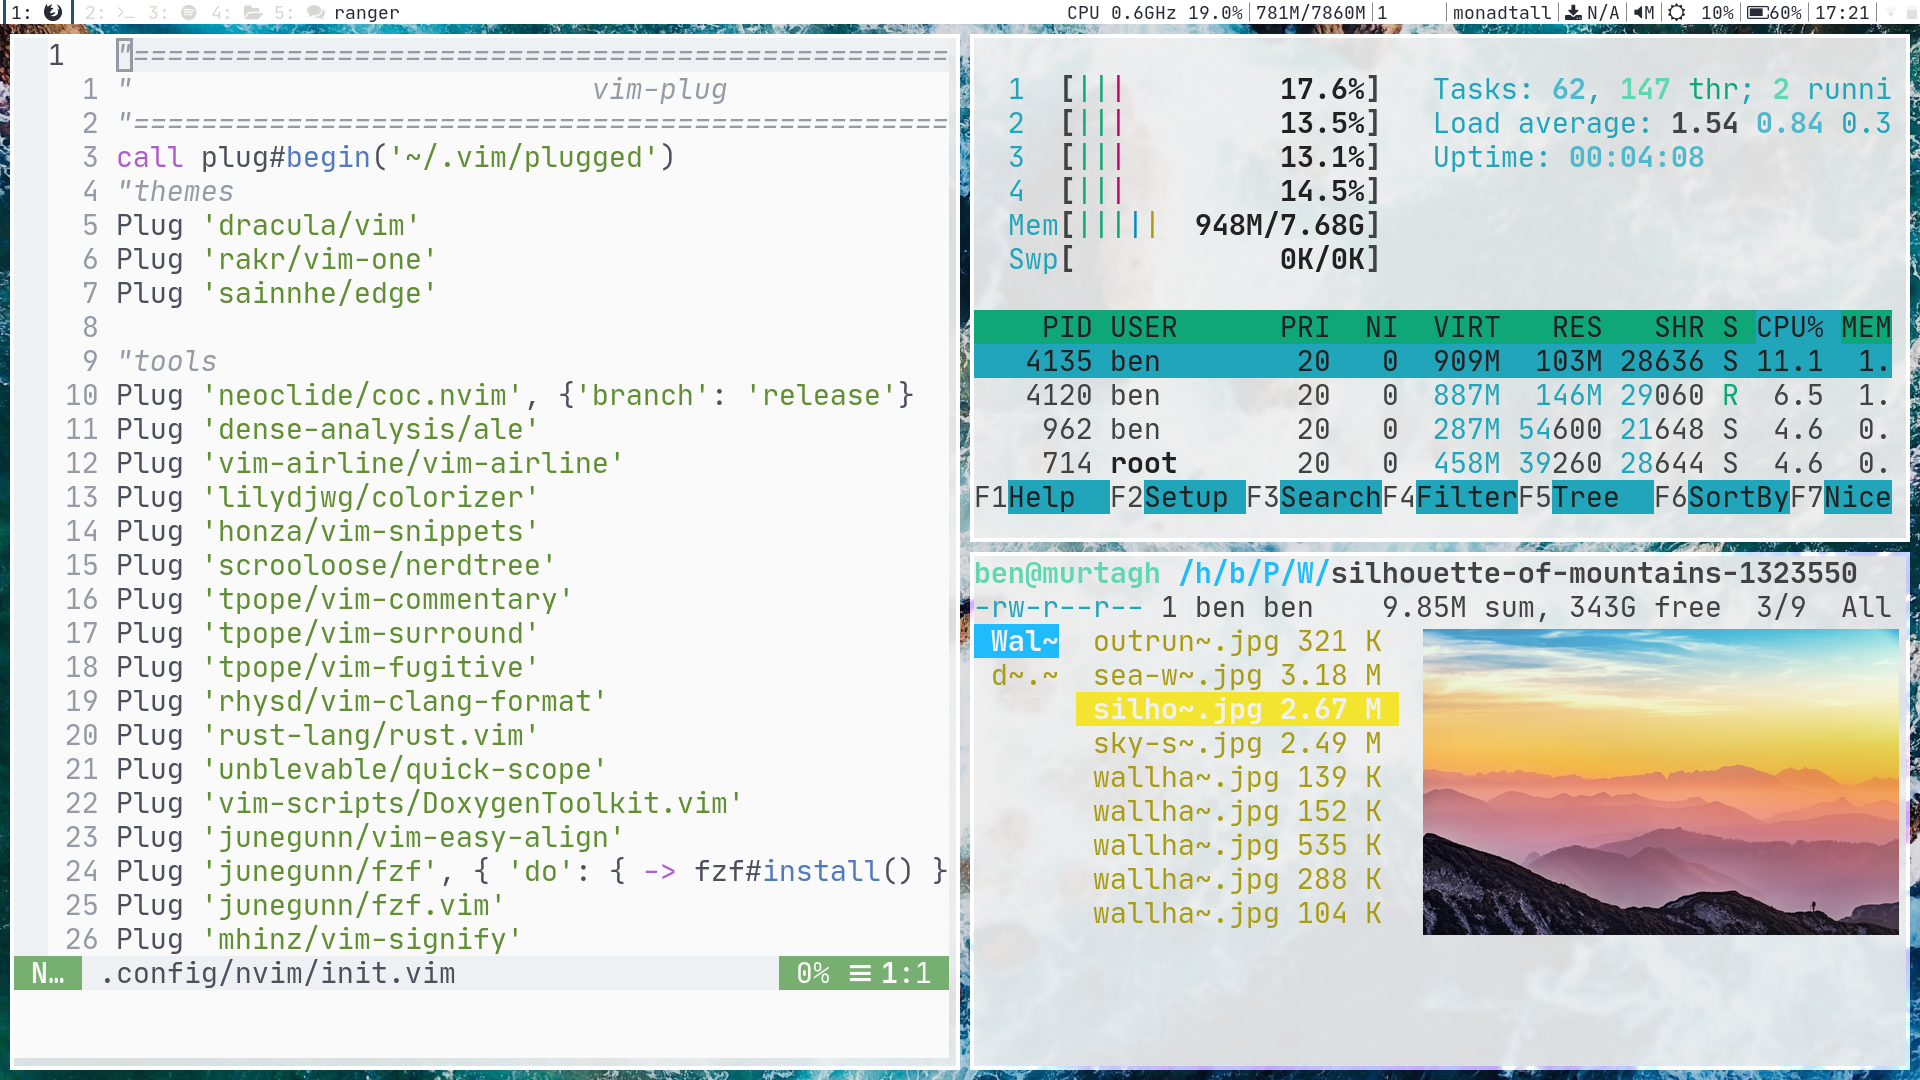 1: 2: 3: 4: 5: ranger CPU 0.6GHz 19.0% 781M/7860M 1 monadtall N/A M 10% 60% 17:21
1 "================================================
1 " vim-plug
2 "================================================
3 call plug#begin('~/.vim/plugged')
4 "themes
5 Plug 'dracula/vim'
6 Plug 'rakr/vim-one'
7 Plug 'sainnhe/edge'
8
9 "tools
10 Plug 'neoclide/coc.nvim', {'branch': 'release'}
11 Plug 'dense-analysis/ale'
12 Plug 'vim-airline/vim-airline'
13 Plug 'lilydjwg/colorizer'
14 Plug 'honza/vim-snippets'
15 Plug 'scrooloose/nerdtree'
16 Plug 'tpope/vim-commentary'
17 Plug 'tpope/vim-surround'
18 Plug 'tpope/vim-fugitive'
19 Plug 'rhysd/vim-clang-format'
20 Plug 'rust-lang/rust.vim'
21 Plug 'unblevable/quick-scope'
22 Plug 'vim-scripts/DoxygenToolkit.vim'
23 Plug 'junegunn/vim-easy-align'
24 Plug 'junegunn/fzf', { 'do': { -> fzf#install() }
25 Plug 'junegunn/fzf.vim'
26 Plug 'mhinz/vim-signify'
N… .config/nvim/init.vim 0% ☰ 1:1
1 [||| 17.6%] Tasks: 62, 147 thr; 2 runni
2 [||| 13.5%] Load average: 1.54 0.84 0.3
3 [||| 13.1%] Uptime: 00:04:08
4 [||| 14.5%]
Mem[||||| 948M/7.68G]
Swp[ 0K/0K]
PID USER PRI NI VIRT RES SHR S CPU% MEM
4135 ben 20 0 909M 103M 28636 S 11.1 1.
4120 ben 20 0 887M 146M 29060 R 6.5 1.
962 ben 20 0 287M 54600 21648 S 4.6 0.
714 root 20 0 458M 39260 28644 S 4.6 0.
F1Help F2Setup F3SearchF4FilterF5Tree F6SortByF7Nice
ben@murtagh /h/b/P/W/silhouette-of-mountains-1323550
-rw-r--r-- 1 ben ben 9.85M sum, 343G free 3/9 All
Wal~ outrun~.jpg 321 K
d~.~ sea-w~.jpg 3.18 M
silho~.jpg 2.67 M
sky-s~.jpg 2.49 M
wallha~.jpg 139 K
wallha~.jpg 152 K
wallha~.jpg 535 K
wallha~.jpg 288 K
wallha~.jpg 104 K